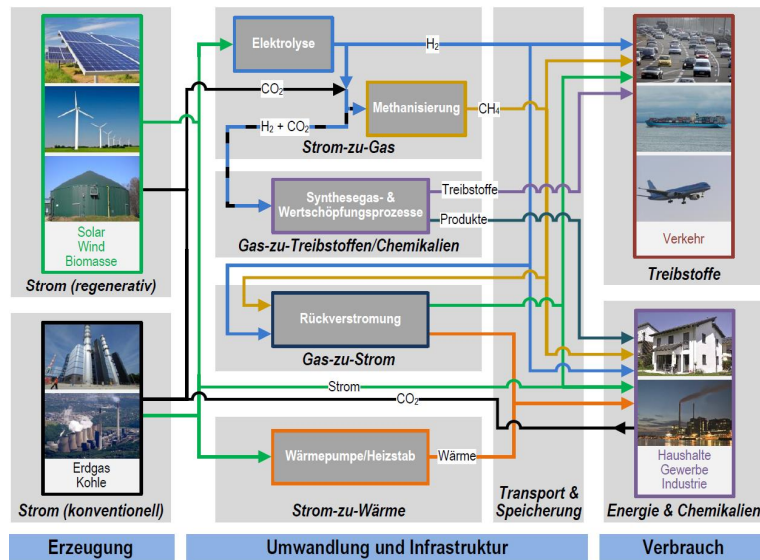 Elektrolyse
H₂
CO₂
Methanisierung
CH₄
H₂ + CO₂
Strom-zu-Gas
Solar
Wind
Biomasse
Strom (regenerativ)
Synthesegas- &
Wertschöpfungsprozesse
Treibstoffe
Produkte
Gas-zu-Treibstoffen/Chemikalien
Verkehr
Treibstoffe
Rückverstromung
Gas-zu-Strom
Strom
CO₂
Erdgas
Kohle
Strom (konventionell)
Wärmepumpe/Heizstab
Wärme
Strom-zu-Wärme
Transport &
Speicherung
Haushalte
Gewerbe
Industrie
Energie & Chemikalien
Erzeugung
Umwandlung und Infrastruktur
Verbrauch